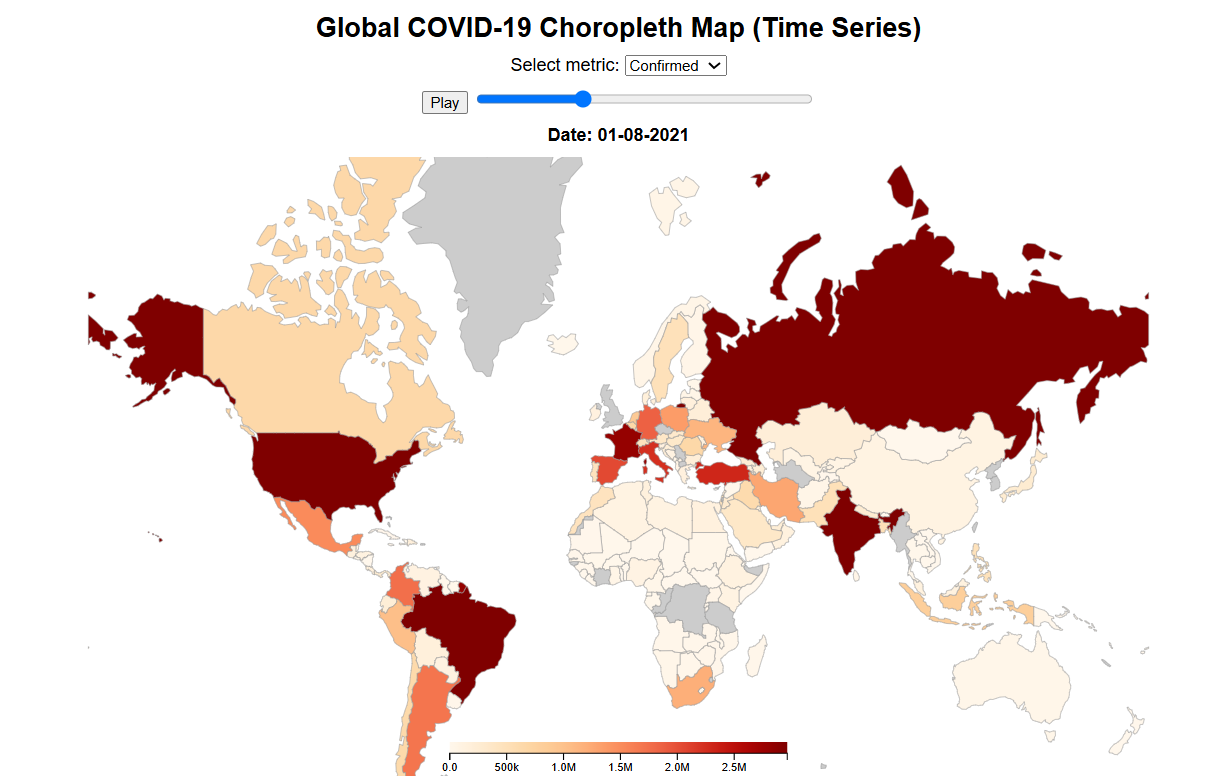 Global COVID-19 Choropleth Map (Time Series)
Select metric: Confirmed
Play
Date: 01-08-2021
0.0 500k 1.0M 1.5M 2.0M 2.5M